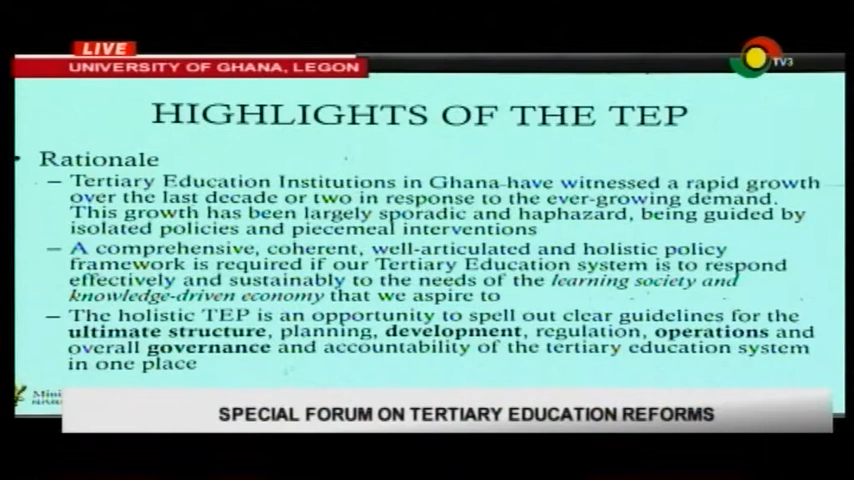 LIVE
UNIVERSITY OF GHANA, LEGON
TV3
HIGHLIGHTS OF THE TEP
• Rationale
– Tertiary Education Institutions in Ghana have witnessed a rapid growth
over the last decade or two in response to the ever-growing demand.
This growth has been largely sporadic and haphazard, being guided by
isolated policies and piecemeal interventions
– A comprehensive, coherent, well-articulated and holistic policy
framework is required if our Tertiary Education system is to respond
effectively and sustainably to the needs of the learning society and
knowledge-driven economy that we aspire to
– The holistic TEP is an opportunity to spell out clear guidelines for the
ultimate structure, planning, development, regulation, operations and
overall governance and accountability of the tertiary education system
in one place
SPECIAL FORUM ON TERTIARY EDUCATION REFORMS